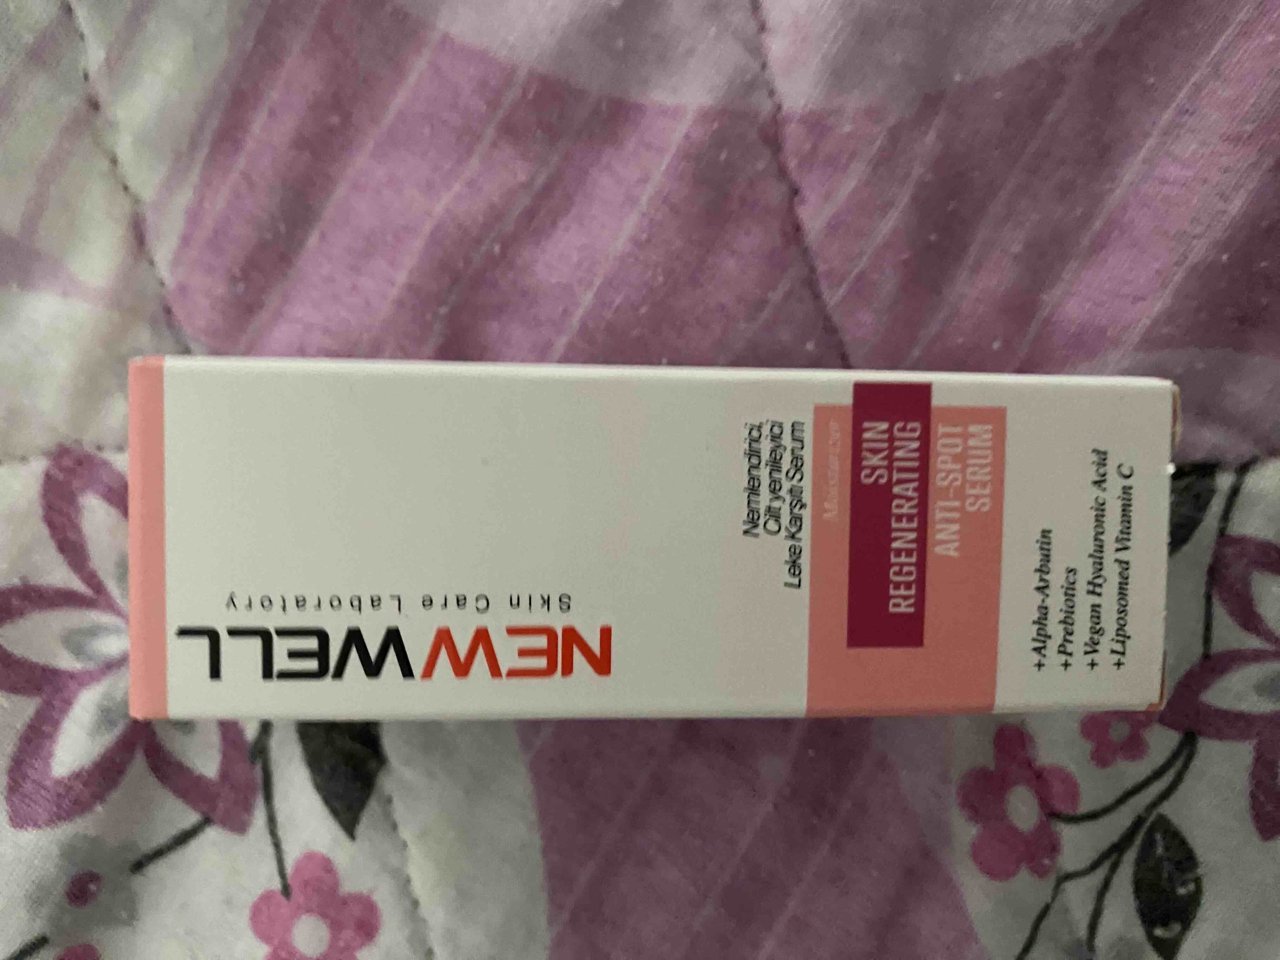 NEWWELL
Skin Care Laboratory
Nemlendirici,
Cilt yenileyici
Leke Karşıtı Serum
SKIN
REGENERATING
ANTI-SPOT
SERUM
+Alpha-Arbutin
+Prebiotics
+Vegan Hyaluronic Acid
+Liposomed Vitamin C